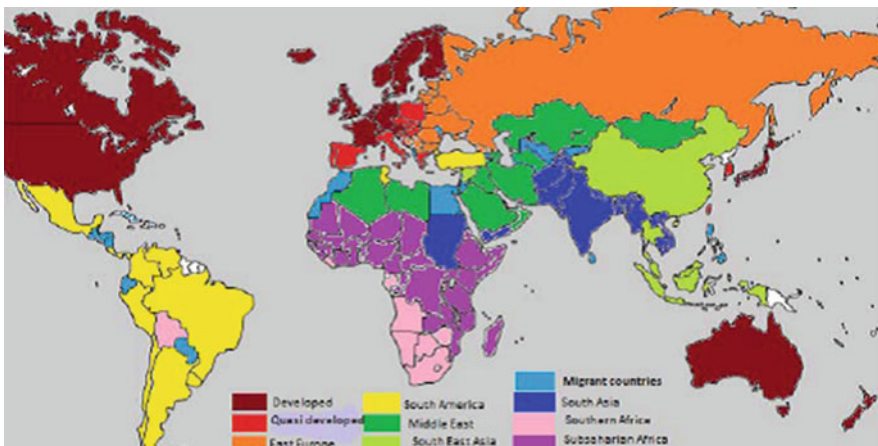 Developed
Quasi developed
East Europe
South America
Middle East
South East Asia
Migrant countries
South Asia
Southern Africa
Subsaharian Africa